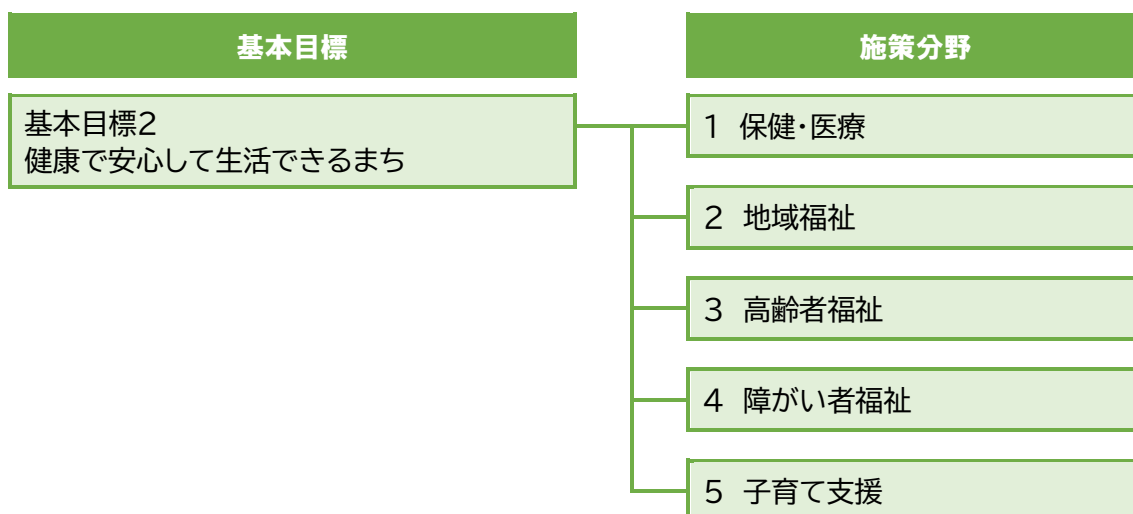 基本目標
施策分野
基本目標2
健康で安心して生活できるまち
1 保健・医療
2 地域福祉
3 高齢者福祉
4 障がい者福祉
5 子育て支援